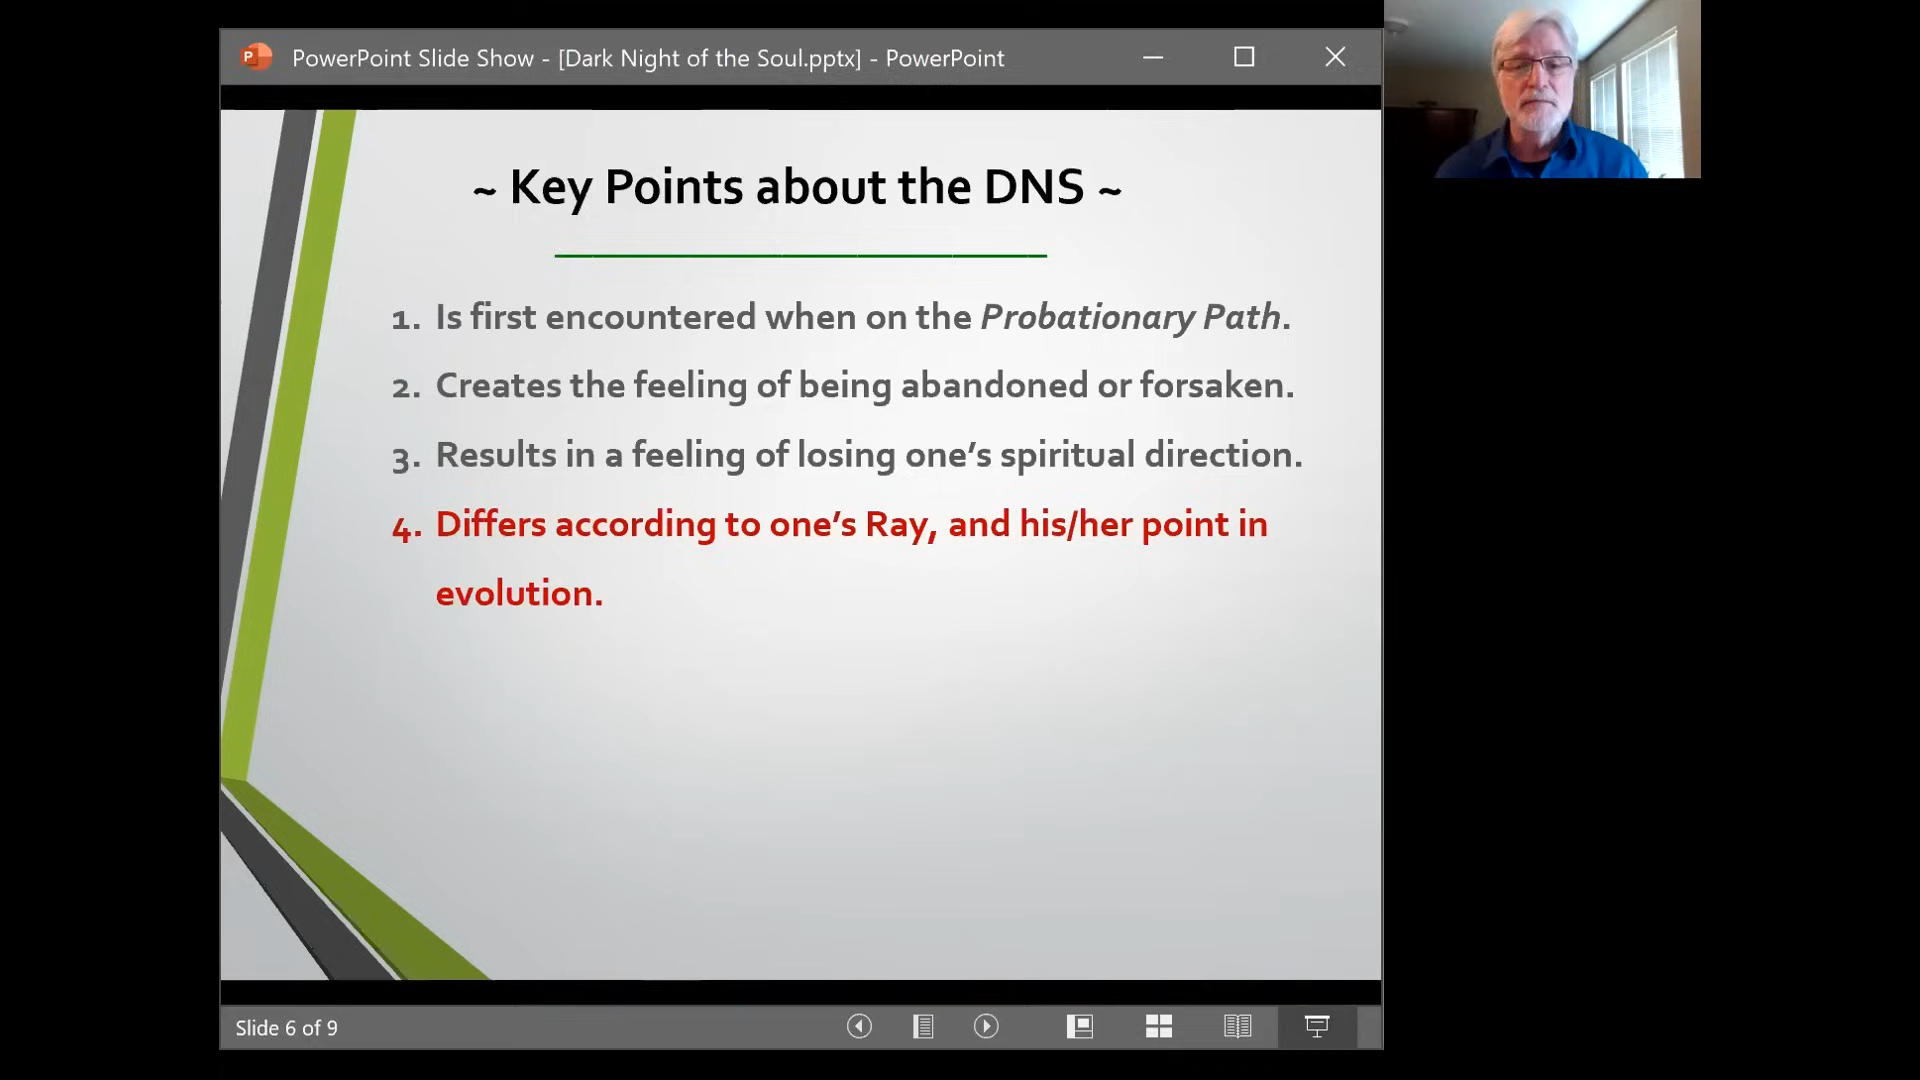 PowerPoint Slide Show - [Dark Night of the Soul.pptx] - PowerPoint
~ Key Points about the DNS ~
1. Is first encountered when on the Probationary Path.
2. Creates the feeling of being abandoned or forsaken.
3. Results in a feeling of losing one’s spiritual direction.
4. Differs according to one’s Ray, and his/her point in
evolution.
Slide 6 of 9